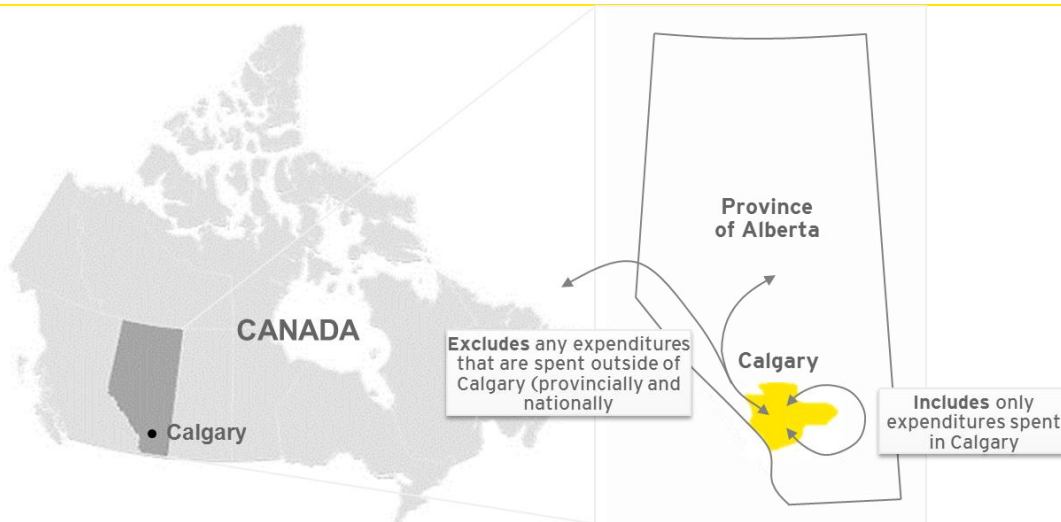 CANADA
Calgary
Province
of Alberta
Excludes any expenditures
that are spent outside of
Calgary (provincially and
nationally
Calgary
Includes only
expenditures spent
in Calgary